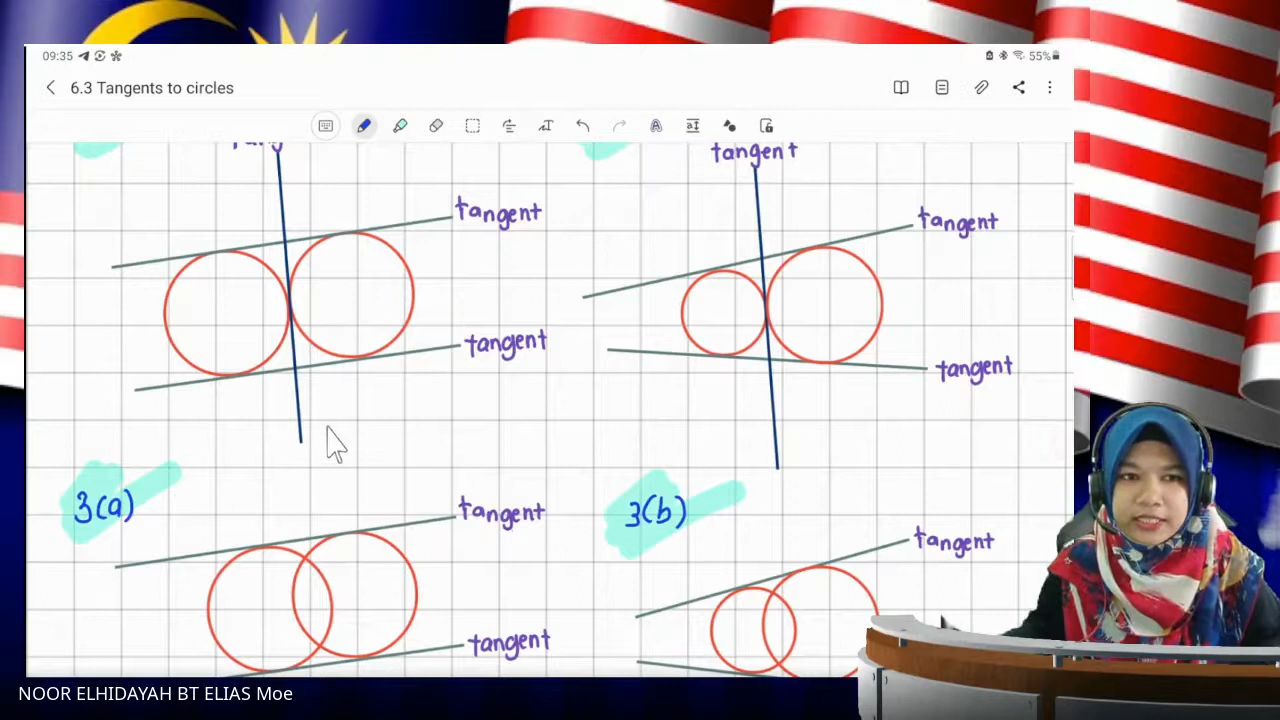 09:35
55%
6.3 Tangents to circles
tangent
tangent
tangent
tangent
tangent
3(a)
tangent
3(b)
tangent
tangent
NOOR ELHIDAYAH BT ELIAS Moe